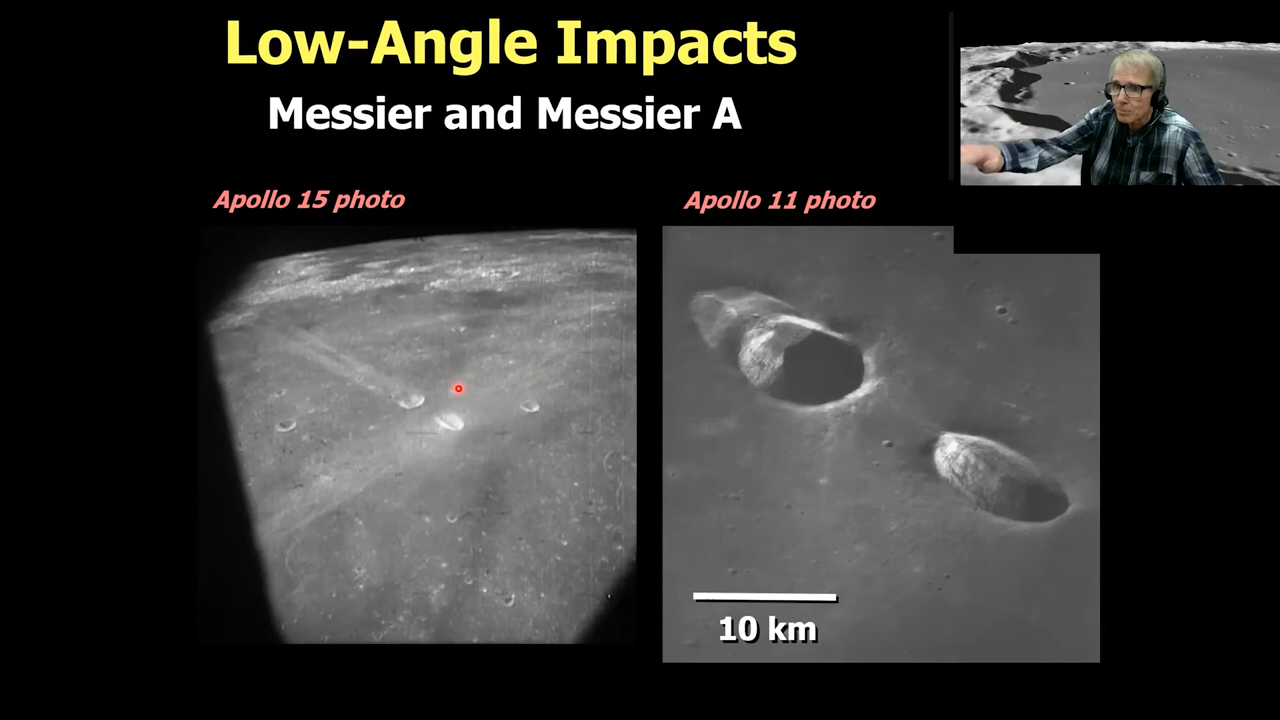 Low-Angle Impacts
Messier and Messier A
Apollo 15 photo
Apollo 11 photo
10 km